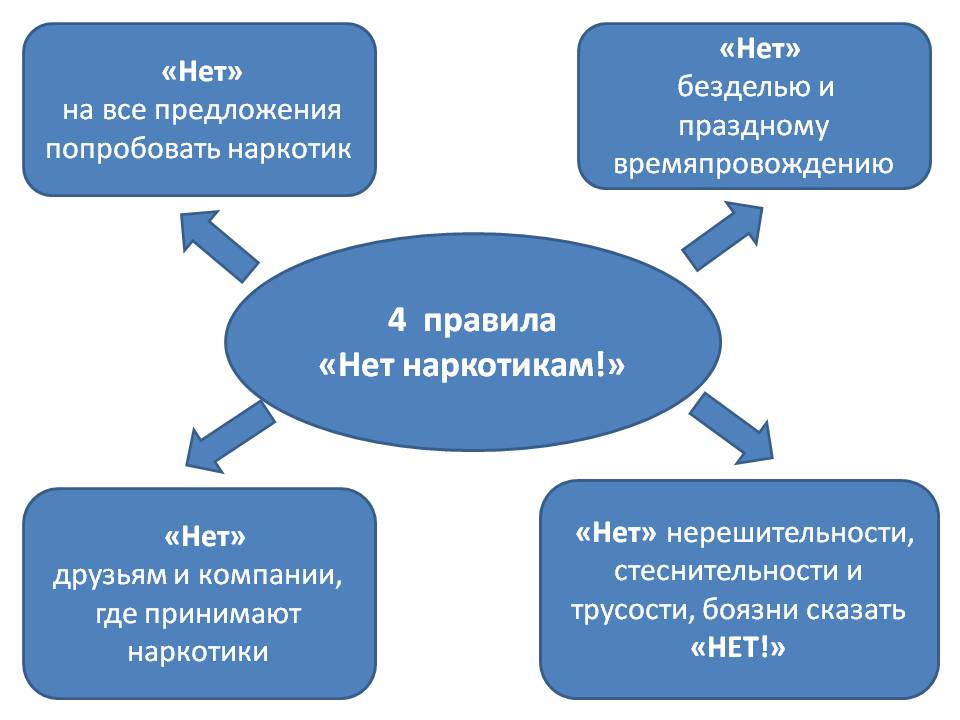 «Нет»
на все предложения
попробовать наркотик
«Нет»
безделью и
праздному
времяпровождению
4 правила
«Нет наркотикам!»
«Нет»
друзьям и компании,
где принимают
наркотики
«Нет» нерешительности,
стеснительности и
трусости, боязни сказать
«НЕТ!»